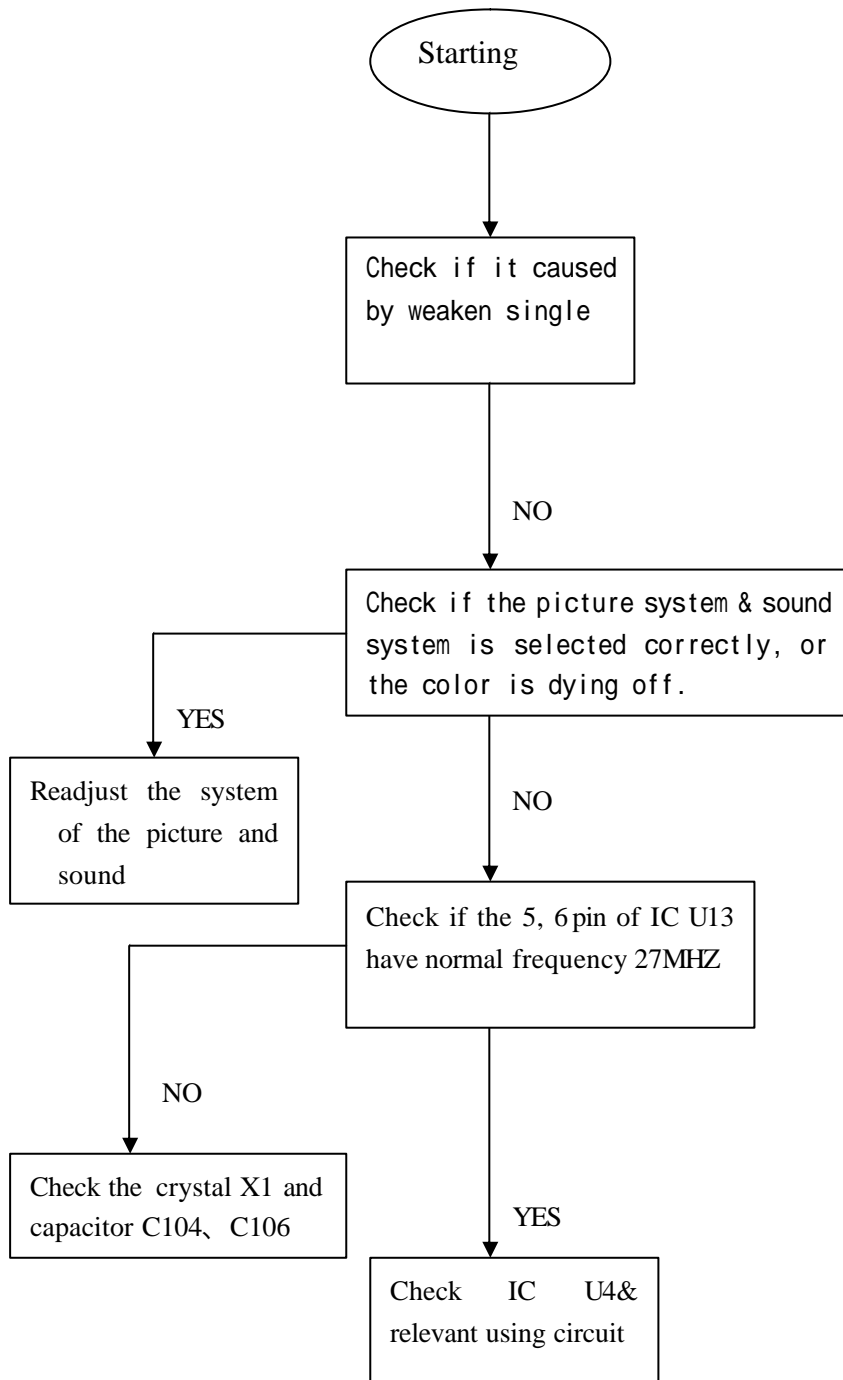 Starting
Check if it caused
by weaken single
NO
Check if the picture system & sound
system is selected correctly, or
the color is dying off.
YES
Readjust the system
of the picture and
sound
NO
Check if the 5, 6 pin of IC U13
have normal frequency 27MHZ
NO
Check the crystal X1 and
capacitor C104、C106
YES
Check IC U4&
relevant using circuit